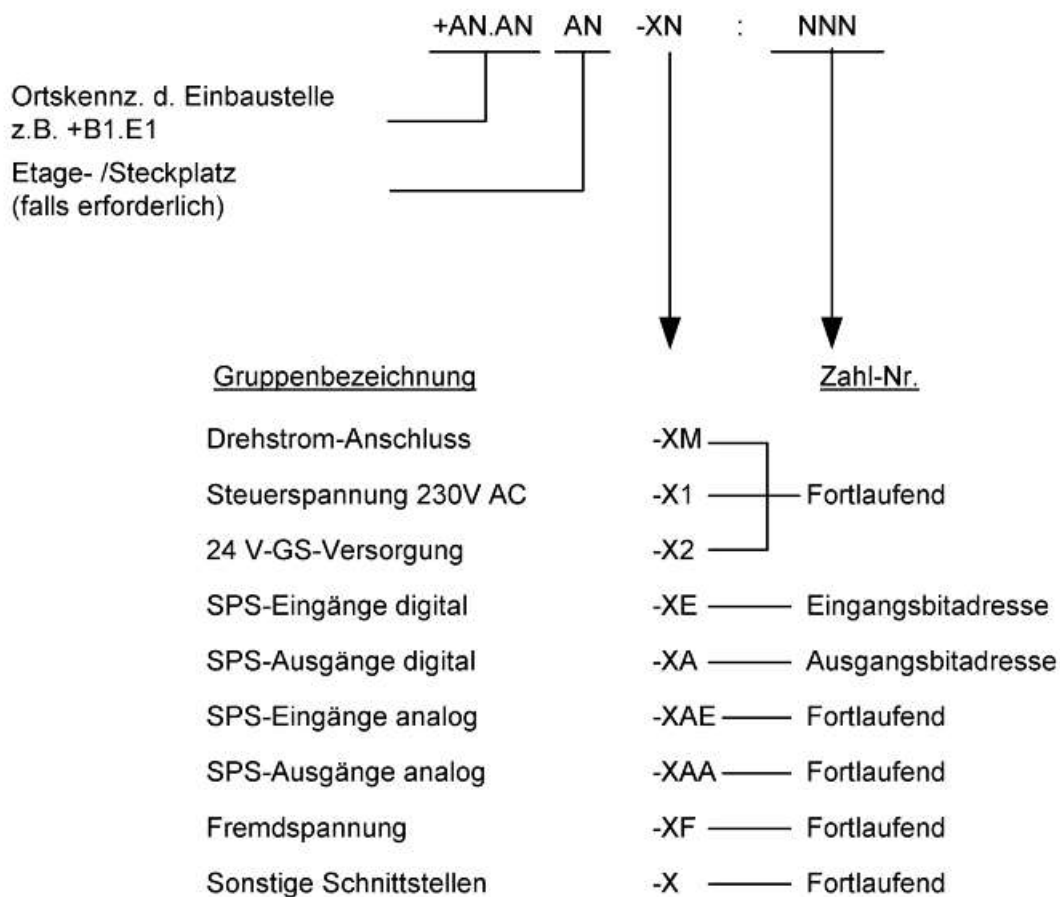 +AN.AN AN -XN : NNN
Ortskennz. d. Einbaustelle
z.B. +B1.E1
Etage- /Steckplatz
(falls erforderlich)
Gruppenbezeichnung Zahl-Nr.
Drehstrom-Anschluss -XM
Steuerspannung 230V AC -X1 Fortlaufend
24 V-GS-Versorgung -X2
SPS-Eingänge digital -XE Eingangsbitadresse
SPS-Ausgänge digital -XA Ausgangsbitadresse
SPS-Eingänge analog -XAE Fortlaufend
SPS-Ausgänge analog -XAA Fortlaufend
Fremdspannung -XF Fortlaufend
Sonstige Schnittstellen -X Fortlaufend